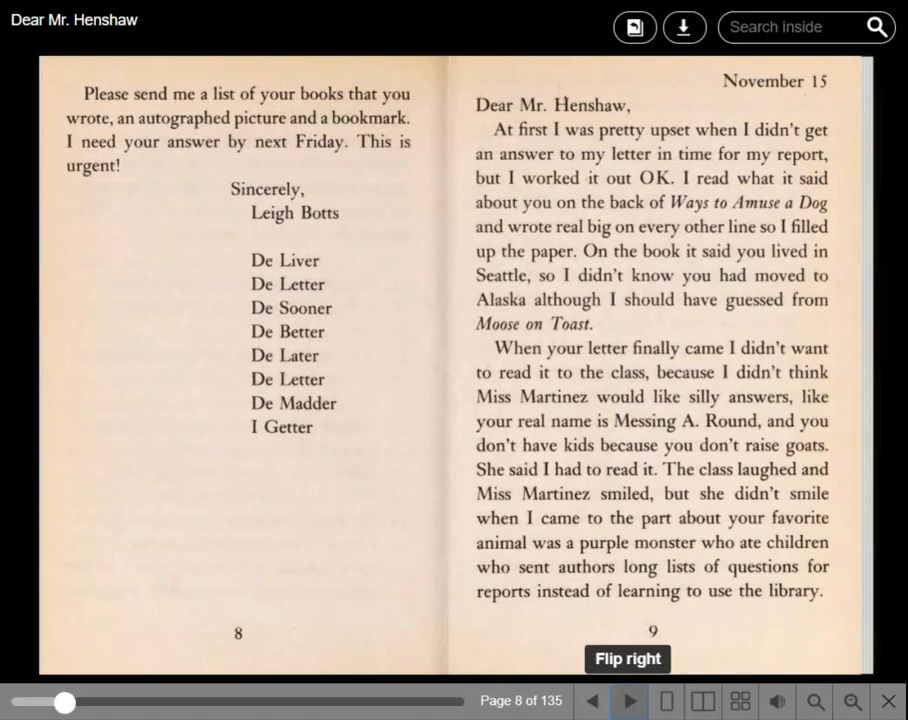 Dear Mr. Henshaw
Search inside
Please send me a list of your books that you
wrote, an autographed picture and a bookmark.
I need your answer by next Friday. This is
urgent!
Sincerely,
Leigh Botts
De Liver
De Letter
De Sooner
De Better
De Later
De Letter
De Madder
I Getter
8
November 15
Dear Mr. Henshaw,
At first I was pretty upset when I didn't get
an answer to my letter in time for my report,
but I worked it out OK. I read what it said
about you on the back of Ways to Amuse a Dog
and wrote real big on every other line so I filled
up the paper. On the book it said you lived in
Seattle, so I didn't know you had moved to
Alaska although I should have guessed from
Moose on Toast.
When your letter finally came I didn't want
to read it to the class, because I didn't think
Miss Martinez would like silly answers, like
your real name is Messing A. Round, and you
don't have kids because you don't raise goats.
She said I had to read it. The class laughed and
Miss Martinez smiled, but she didn't smile
when I came to the part about your favorite
animal was a purple monster who ate children
who sent authors long lists of questions for
reports instead of learning to use the library.
9
Flip right
Page 8 of 135